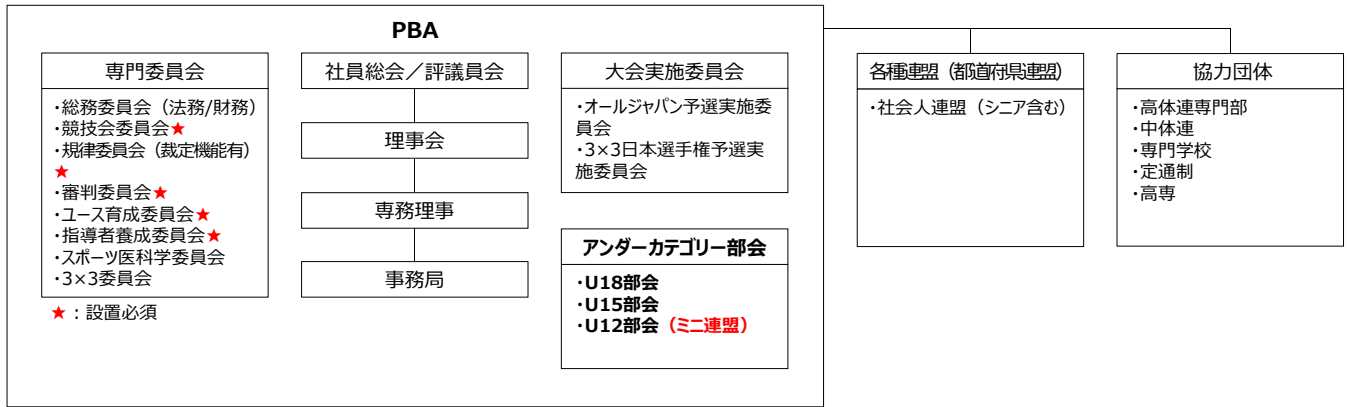 PBA
専門委員会
・総務委員会（法務/財務）
・競技会委員会★
・規律委員会（裁定機能有）
★
・審判委員会★
・ユース育成委員会★
・指導者養成委員会★
・スポーツ医科学委員会
・3×3委員会
★：設置必須
社員総会／評議員会
理事会
専務理事
事務局
大会実施委員会
・オールジャパン予選実施委
員会
・3×3日本選手権予選実
施委員会
アンダーカテゴリー部会
・U18部会
・U15部会
・U12部会（ミニ連盟）
各種連盟（都道府県連盟）
・社会人連盟（シニア含む）
協力団体
・高体連専門部
・中体連
・専門学校
・定通制
・高専